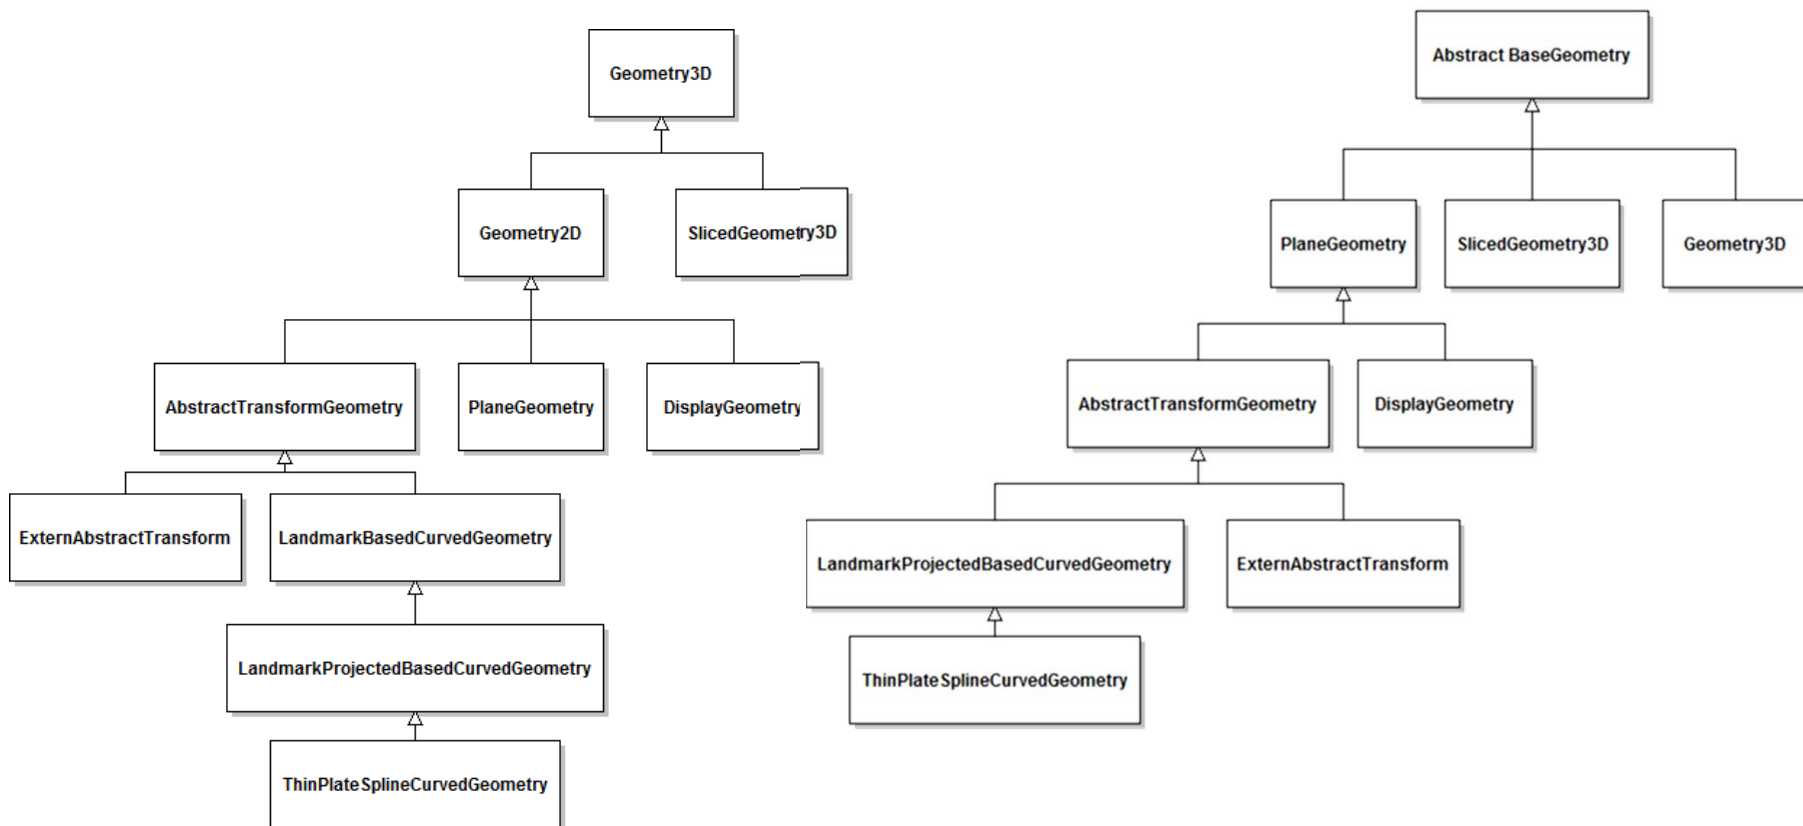 Geometry3D
Geometry2D
SlicedGeometry3D
AbstractTransformGeometry
PlaneGeometry
DisplayGeometry
ExternAbstractTransform
LandmarkBasedCurvedGeometry
LandmarkProjectedBasedCurvedGeometry
ThinPlateSplineCurvedGeometry
Abstract BaseGeometry
PlaneGeometry
SlicedGeometry3D
Geometry3D
AbstractTransformGeometry
DisplayGeometry
LandmarkProjectedBasedCurvedGeometry
ExternAbstractTransform
ThinPlateSplineCurvedGeometry